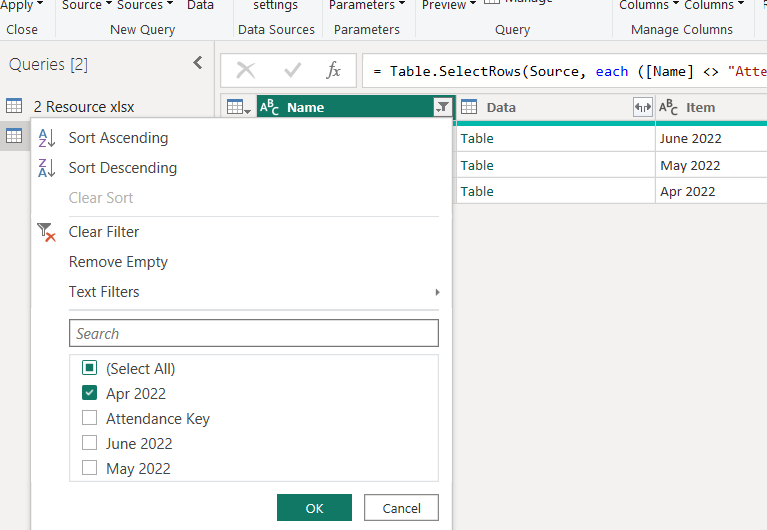 Apply Source Sources Data settings Parameters Preview Manage Columns Columns
Close New Query Data Sources Parameters Query Manage Columns
Queries [2]
= Table.SelectRows(Source, each ([Name] <> "Atte
2 Resource xlsx
Name Data Item
Sort Ascending
Table June 2022
Sort Descending
Table May 2022
Clear Sort
Table Apr 2022
Clear Filter
Remove Empty
Text Filters
Search
(Select All)
Apr 2022
Attendance Key
June 2022
May 2022
OK Cancel